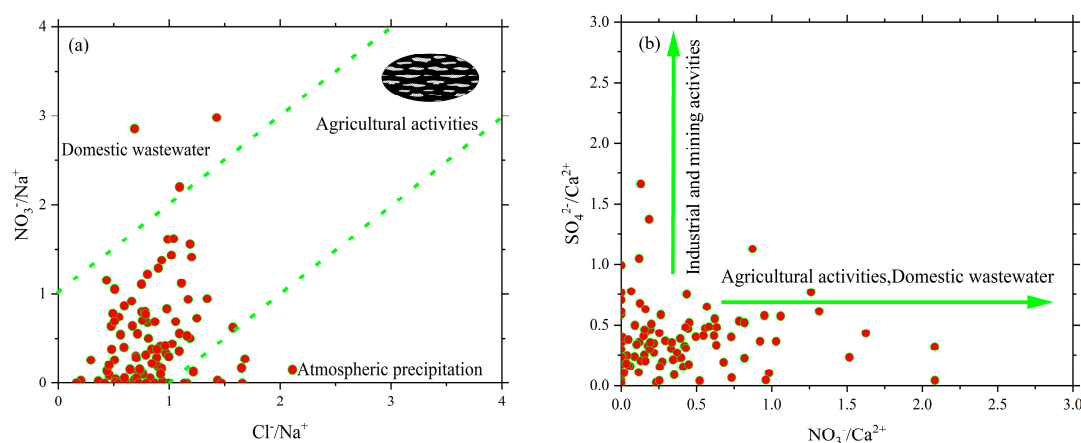 (a)
4
3
2
1
0
NO₃⁻/Na⁺
Domestic wastewater
Agricultural activities
Atmospheric precipitation
0 1 2 3 4
Cl⁻/Na⁺
(b)
3.0
2.5
2.0
1.5
1.0
0.5
0.0
SO₄²⁻/Ca²⁺
Industrial and mining activities
Agricultural activities,Domestic wastewater
0.0 0.5 1.0 1.5 2.0 2.5 3.0
NO₃⁻/Ca²⁺